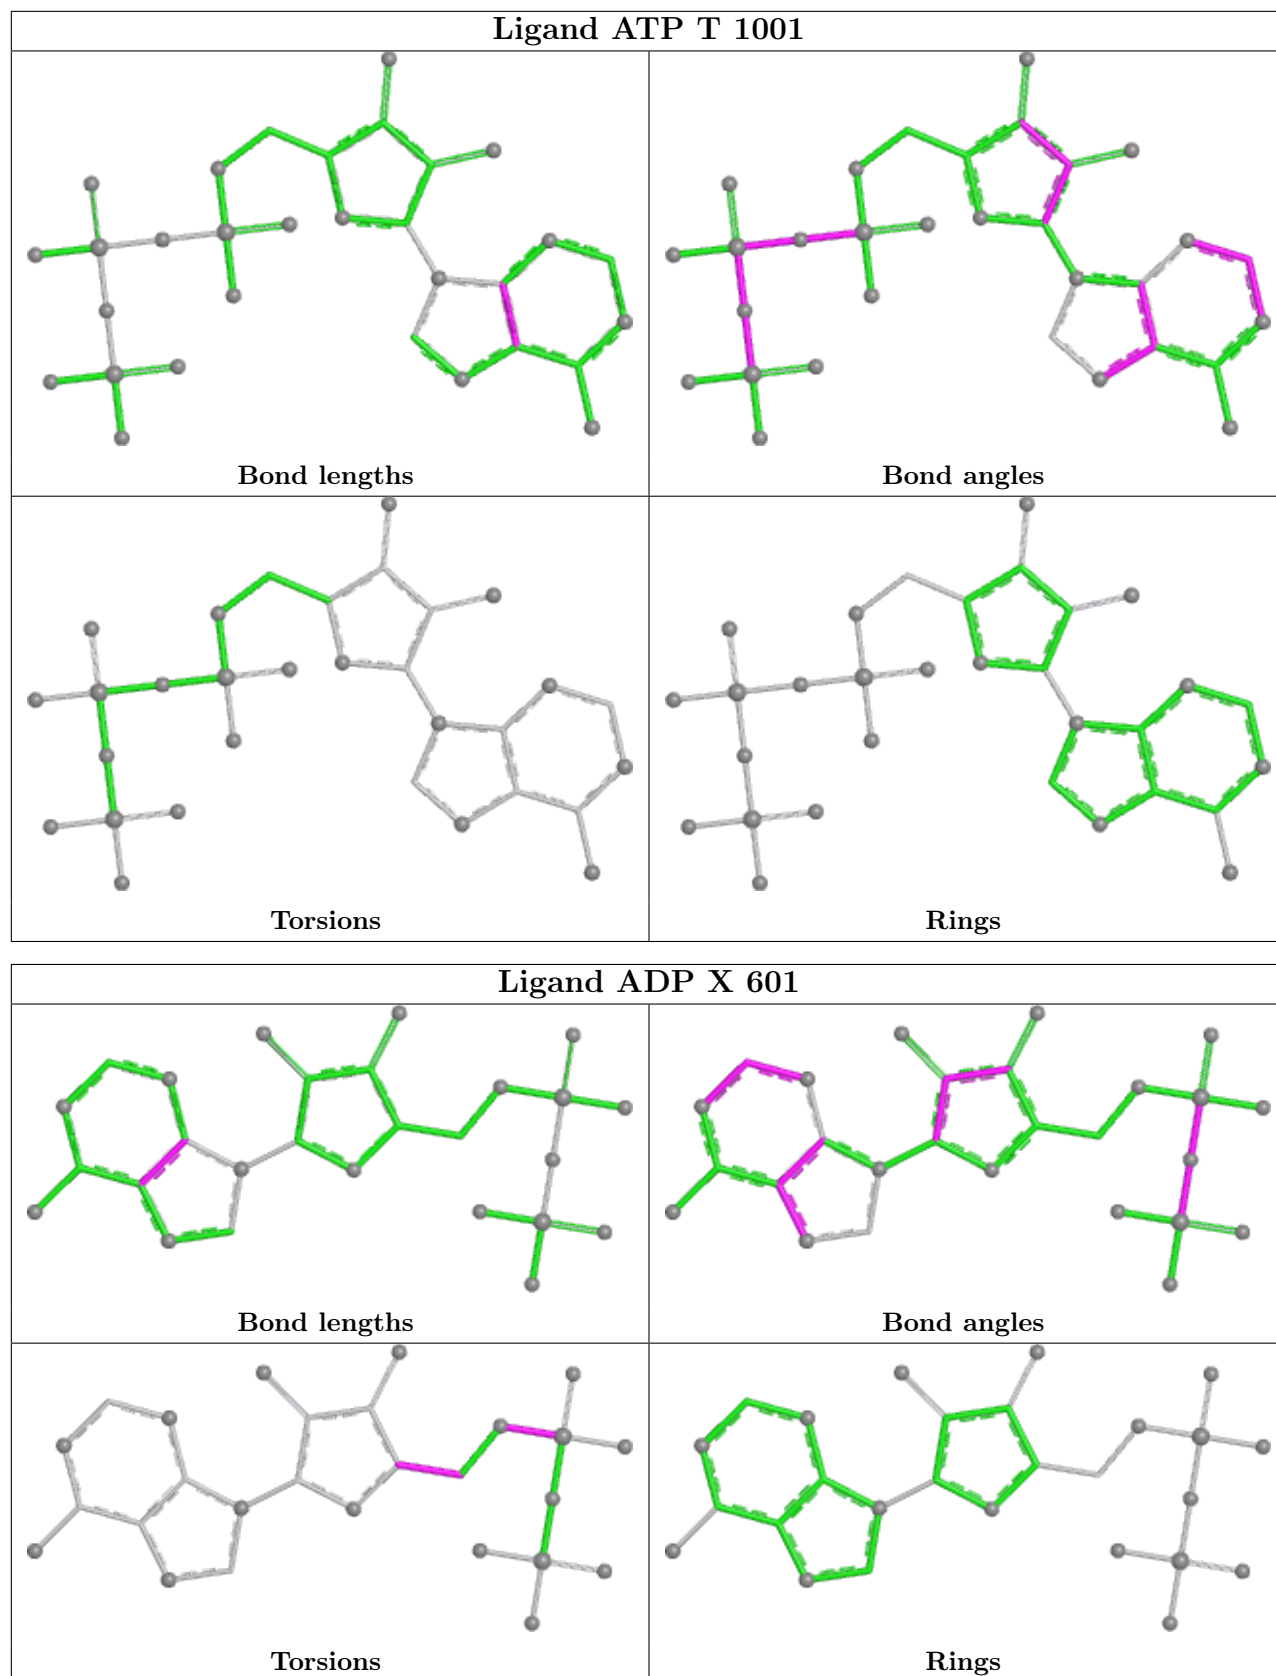 Ligand ATP T 1001
Bond lengths
Bond angles
Torsions
Rings
Ligand ADP X 601
Bond lengths
Bond angles
Torsions
Rings